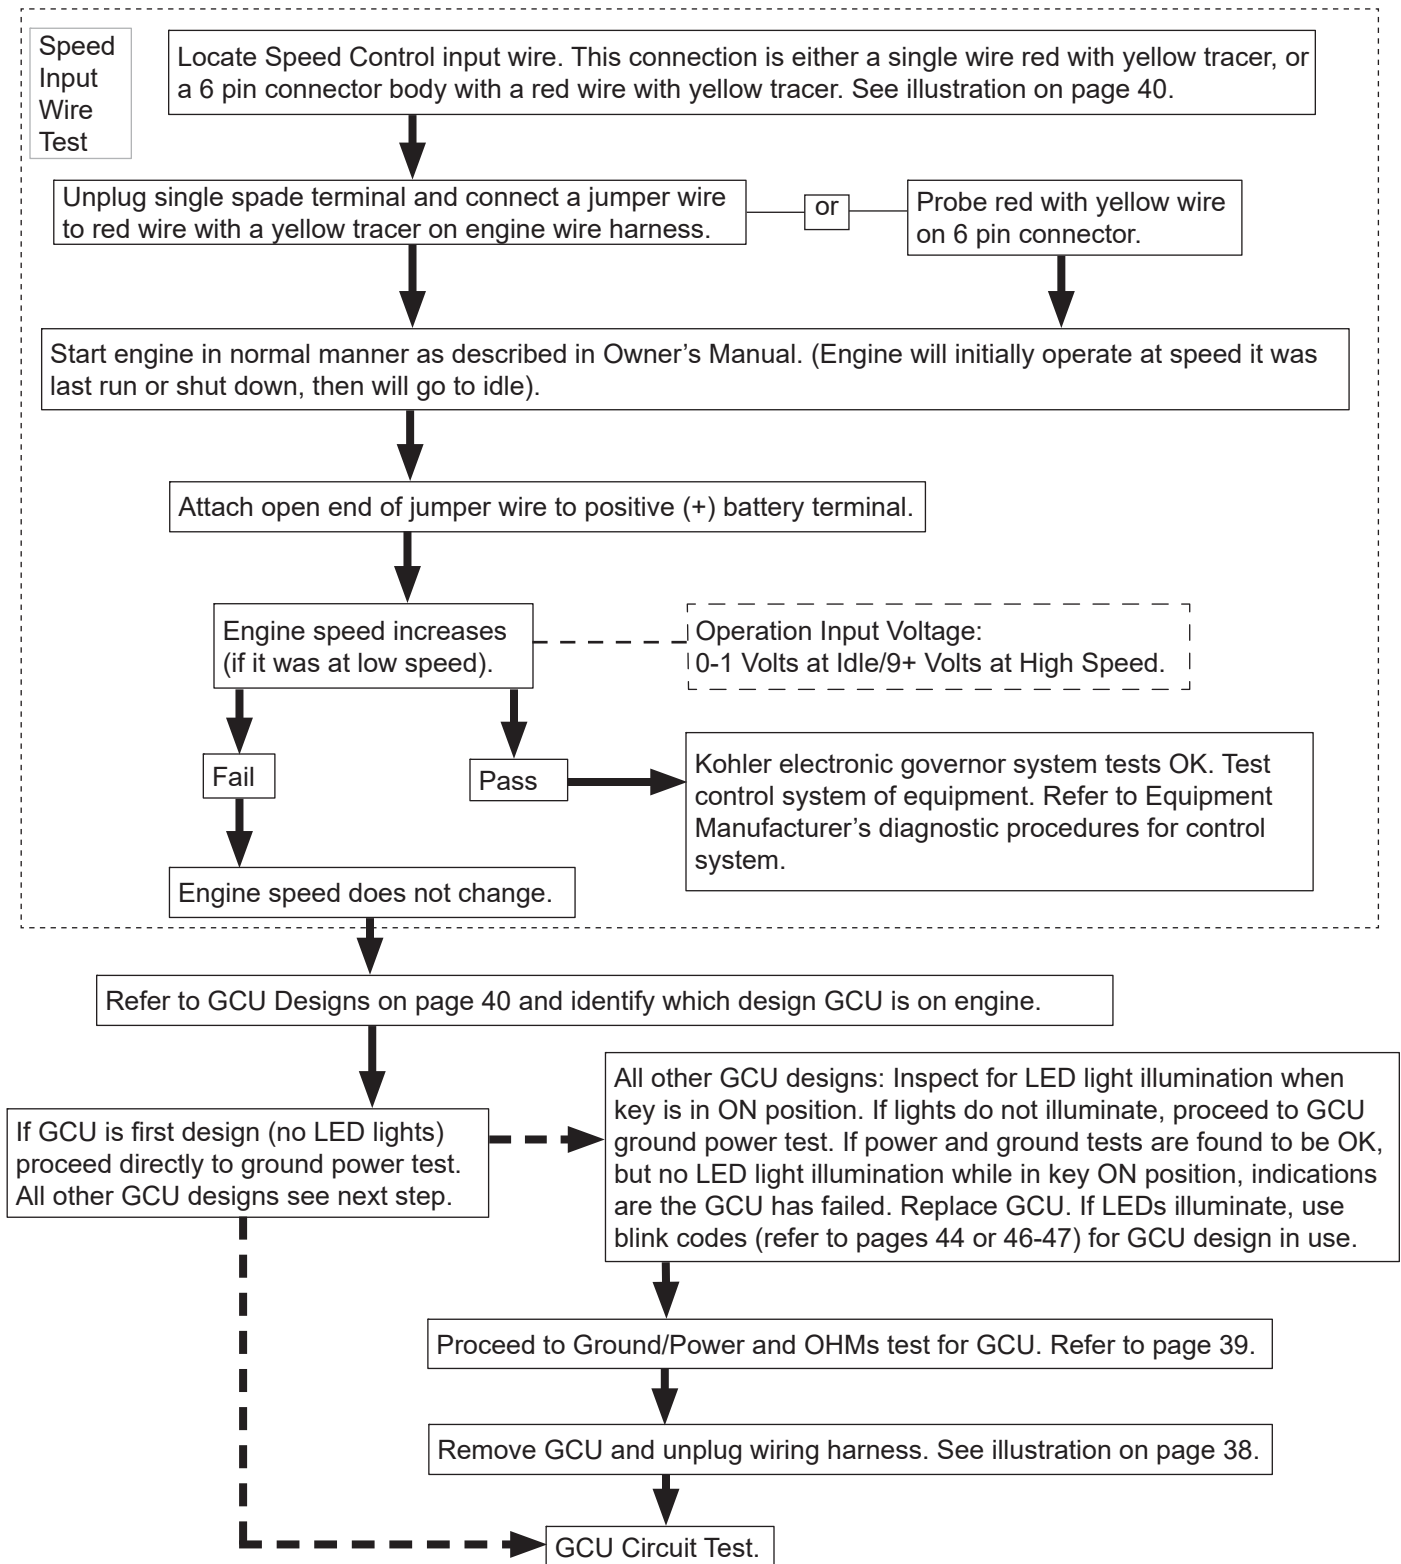 Speed
Input
Wire
Test
Locate Speed Control input wire. This connection is either a single wire red with yellow tracer, or
a 6 pin connector body with a red wire with yellow tracer. See illustration on page 40.
Unplug single spade terminal and connect a jumper wire
to red wire with a yellow tracer on engine wire harness.
or
Probe red with yellow wire
on 6 pin connector.
Start engine in normal manner as described in Owner’s Manual. (Engine will initially operate at speed it was
last run or shut down, then will go to idle).
Attach open end of jumper wire to positive (+) battery terminal.
Engine speed increases
(if it was at low speed).
Operation Input Voltage:
0-1 Volts at Idle/9+ Volts at High Speed.
Fail
Pass
Kohler electronic governor system tests OK. Test
control system of equipment. Refer to Equipment
Manufacturer’s diagnostic procedures for control
system.
Engine speed does not change.
Refer to GCU Designs on page 40 and identify which design GCU is on engine.
If GCU is first design (no LED lights)
proceed directly to ground power test.
All other GCU designs see next step.
All other GCU designs: Inspect for LED light illumination when
key is in ON position. If lights do not illuminate, proceed to GCU
ground power test. If power and ground tests are found to be OK,
but no LED light illumination while in key ON position, indications
are the GCU has failed. Replace GCU. If LEDs illuminate, use
blink codes (refer to pages 44 or 46-47) for GCU design in use.
Proceed to Ground/Power and OHMs test for GCU. Refer to page 39.
Remove GCU and unplug wiring harness. See illustration on page 38.
GCU Circuit Test.